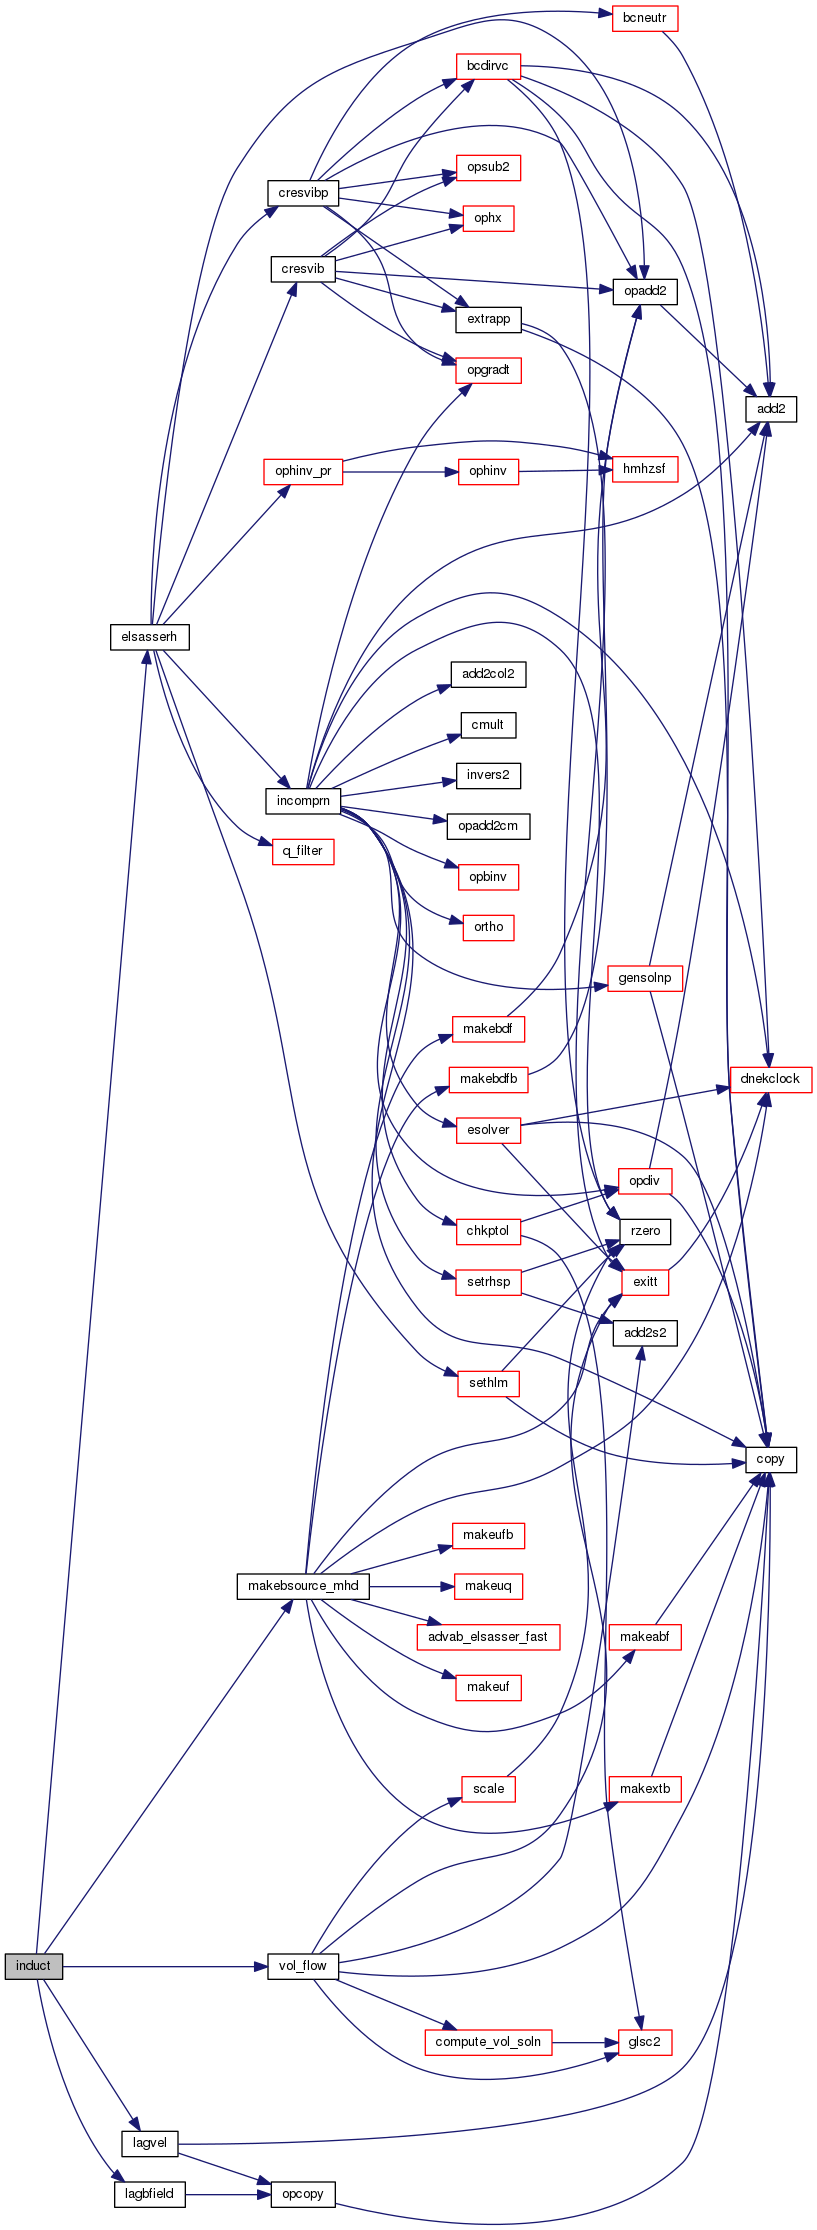 bcneutr
bcdirvc
opsub2
cresvibp
ophx
cresvib
opadd2
extrapp
opgradt
add2
ophinv_pr
ophinv
hmhzsf
elsasserh
add2col2
cmult
invers2
incomprn
opadd2cm
q_filter
opbinv
ortho
gensolnp
makebdf
makebdfb
dnekclock
esolver
opdiv
chkptol
rzero
setrhsp
exitt
add2s2
sethlm
copy
makeufb
makebsource_mhd
makeuq
advab_elsasser_fast
makeabf
makeuf
scale
makextb
induct
vol_flow
compute_vol_soln
glsc2
lagvel
lagbfield
opcopy